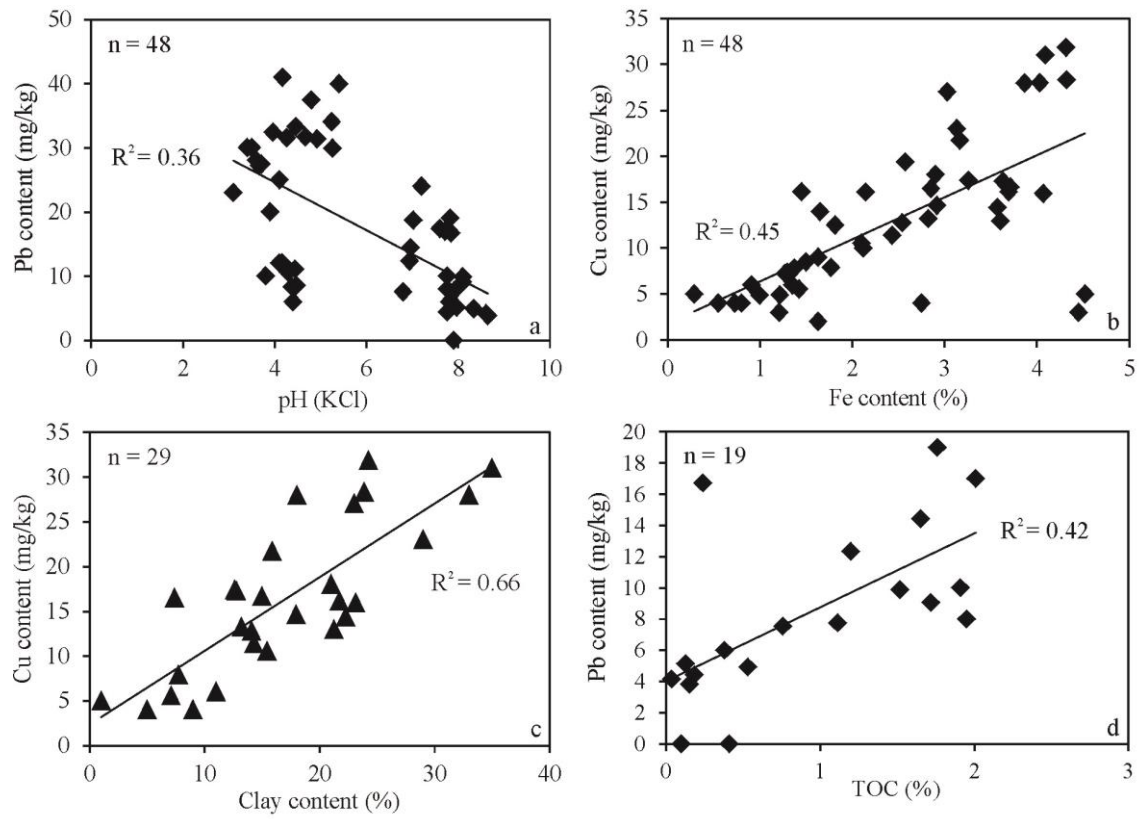 50
40
30
20
10
0
Pb content (mg/kg)
n = 48
R² = 0.36
a
0 2 4 6 8 10
pH (KCl)
35
30
25
20
15
10
5
0
Cu content (mg/kg)
n = 48
R² = 0.45
b
0 1 2 3 4 5
Fe content (%)
35
30
25
20
15
10
5
0
Cu content (mg/kg)
n = 29
R² = 0.66
c
0 10 20 30 40
Clay content (%)
20
18
16
14
12
10
8
6
4
2
0
Pb content (mg/kg)
n = 19
R² = 0.42
d
0 1 2 3
TOC (%)